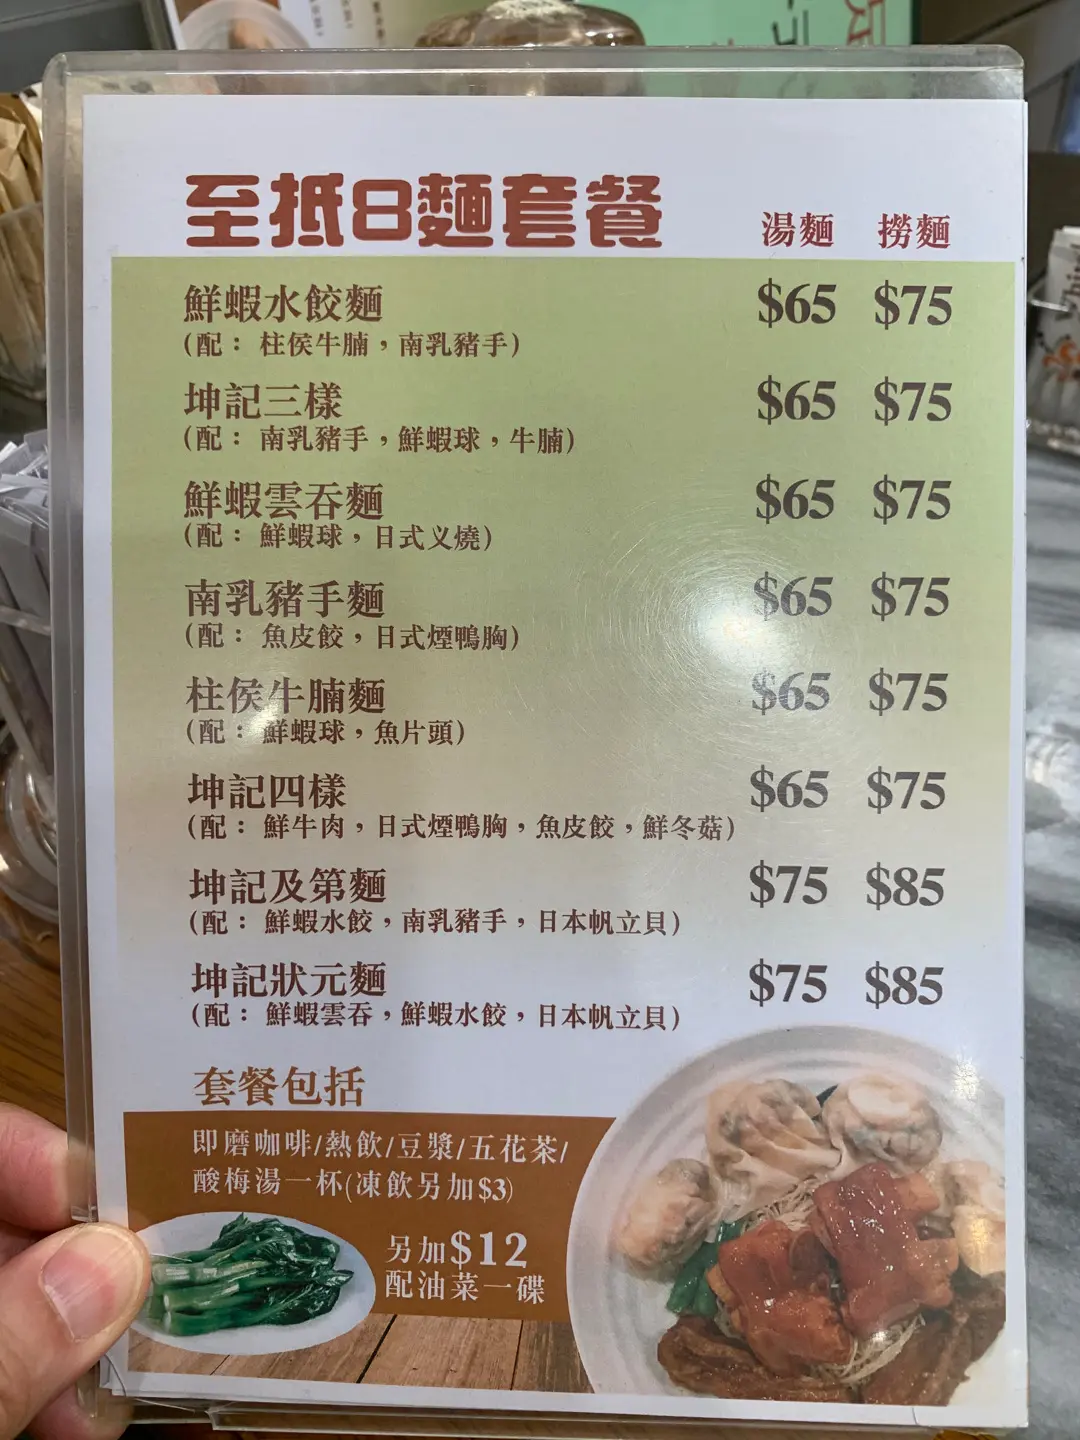 至抵8麵套餐
湯麵 撈麵
鮮蝦水餃麵 $65 $75
(配：柱侯牛腩，南乳豬手)
坤記三樣 $65 $75
(配：南乳豬手，鮮蝦球，牛腩)
鮮蝦雲吞麵 $65 $75
(配：鮮蝦球，日式义燒)
南乳豬手麵 $65 $75
(配：魚皮餃，日式煙鴨胸)
柱侯牛腩麵 $65 $75
(配：鮮蝦球，魚片頭)
坤記四樣 $65 $75
(配：鮮牛肉，日式煙鴨胸，魚皮餃，鮮冬菇)
坤記及第麵 $75 $85
(配：鮮蝦水餃，南乳豬手，日本帆立貝)
坤記狀元麵 $75 $85
(配：鮮蝦雲吞，鮮蝦水餃，日本帆立貝)
套餐包括
即磨咖啡/熱飲/豆漿/五花茶/
酸梅湯一杯(凍飲另加$3)
另加$12
配油菜一碟